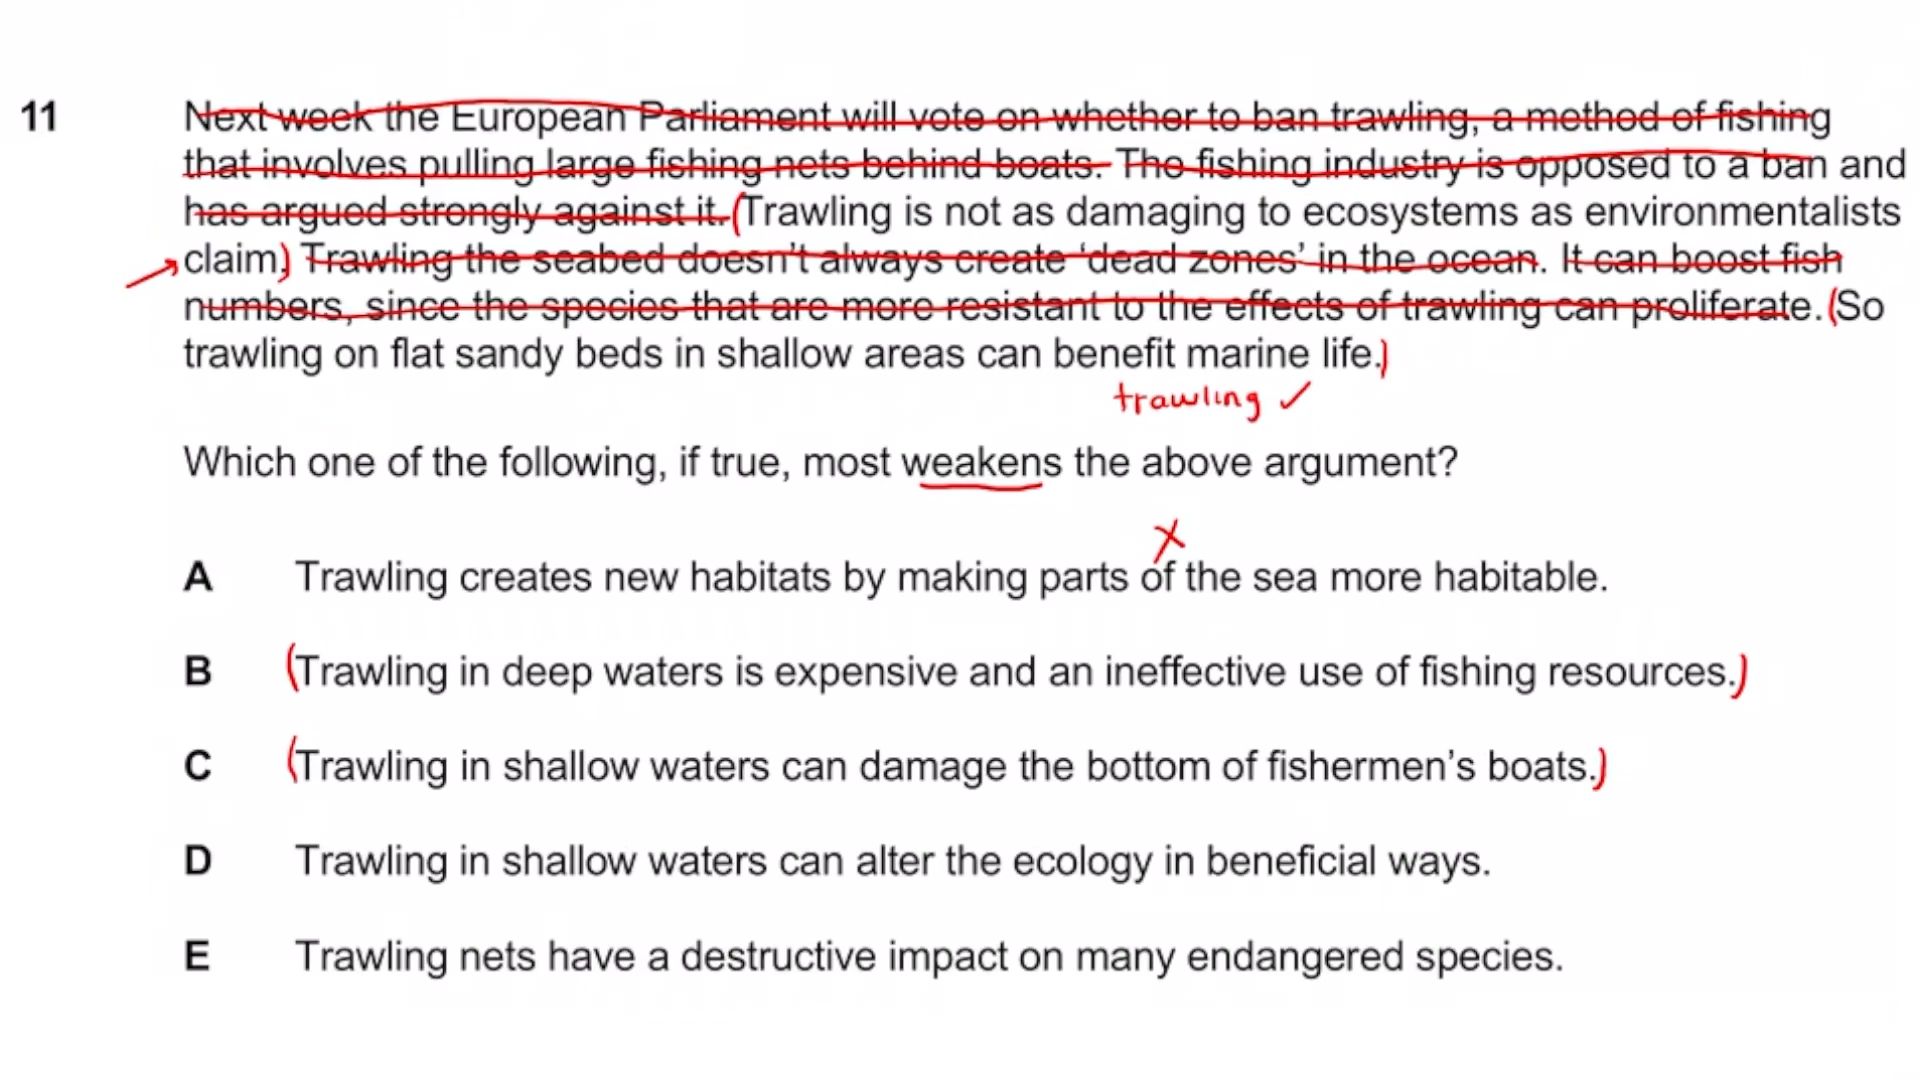 11 Next week the European Parliament will vote on whether to ban trawling, a method of fishing
that involves pulling large fishing nets behind boats. The fishing industry is opposed to a ban and
has argued strongly against it. (Trawling is not as damaging to ecosystems as environmentalists
claim.) Trawling the seabed doesn't always create ‘dead zones’ in the ocean. It can boost fish
numbers, since the species that are more resistant to the effects of trawling can proliferate. (So
trawling on flat sandy beds in shallow areas can benefit marine life.)
trawling ✓
Which one of the following, if true, most weakens the above argument?
X
A Trawling creates new habitats by making parts of the sea more habitable.
B (Trawling in deep waters is expensive and an ineffective use of fishing resources.)
C (Trawling in shallow waters can damage the bottom of fishermen's boats.)
D Trawling in shallow waters can alter the ecology in beneficial ways.
E Trawling nets have a destructive impact on many endangered species.